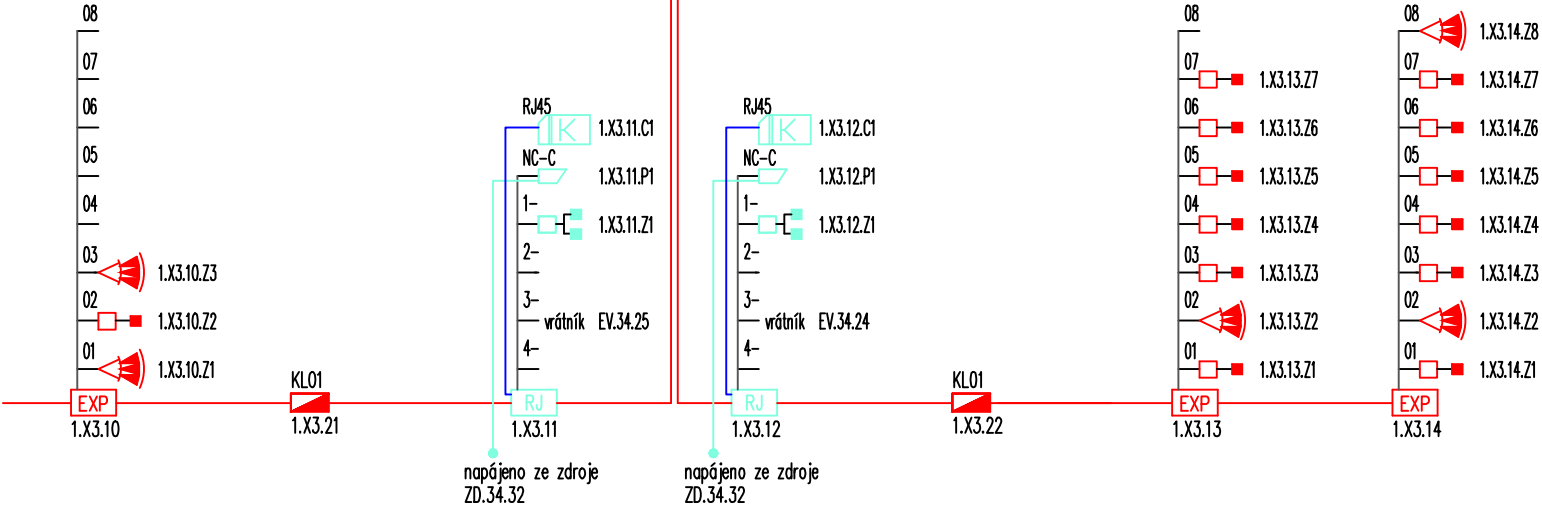 08
07
06
05
04
03 1.X3.10.Z3
02 1.X3.10.Z2
01 1.X3.10.Z1
EXP
1.X3.10
KL01
1.X3.21
RJ45
K 1.X3.11.C1
NC-C
1.X3.11.P1
1-
1.X3.11.Z1
2-
3-
vrátník EV.34.25
4-
RJ
1.X3.11
napájeno ze zdroje
ZD.34.32
RJ45
K 1.X3.12.C1
NC-C
1.X3.12.P1
1-
1.X3.12.Z1
2-
3-
vrátník EV.34.24
4-
RJ
1.X3.12
napájeno ze zdroje
ZD.34.32
KL01
1.X3.22
08
07 1.X3.13.Z7
06 1.X3.13.Z6
05 1.X3.13.Z5
04 1.X3.13.Z4
03 1.X3.13.Z3
02 1.X3.13.Z2
01 1.X3.13.Z1
EXP
1.X3.13
08 1.X3.14.Z8
07 1.X3.14.Z7
06 1.X3.14.Z6
05 1.X3.14.Z5
04 1.X3.14.Z4
03 1.X3.14.Z3
02 1.X3.14.Z2
01 1.X3.14.Z1
EXP
1.X3.14